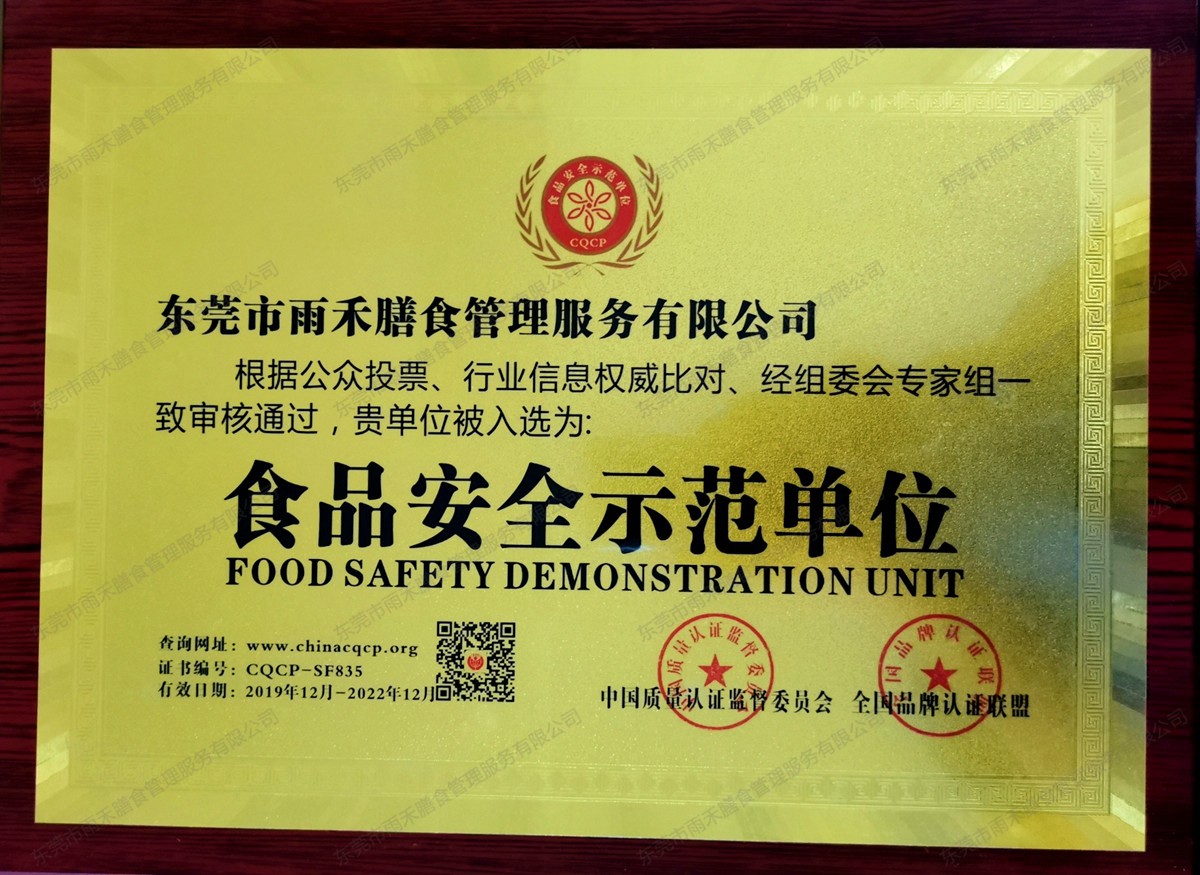 食品安全示范单位
CQCP
东莞市雨禾膳食管理服务有限公司
根据公众投票、行业信息权威比对、经组委会专家组一
致审核通过，贵单位被入选为:
食品安全示范单位
FOOD SAFETY DEMONSTRATION UNIT
查询网址：www.chinacqcp.org
证书编号：CQCP-SF835
有效日期：2019年12月-2022年12月
中国质量认证监督委员会 全国品牌认证联盟
东莞市雨禾膳食管理服务有限公司